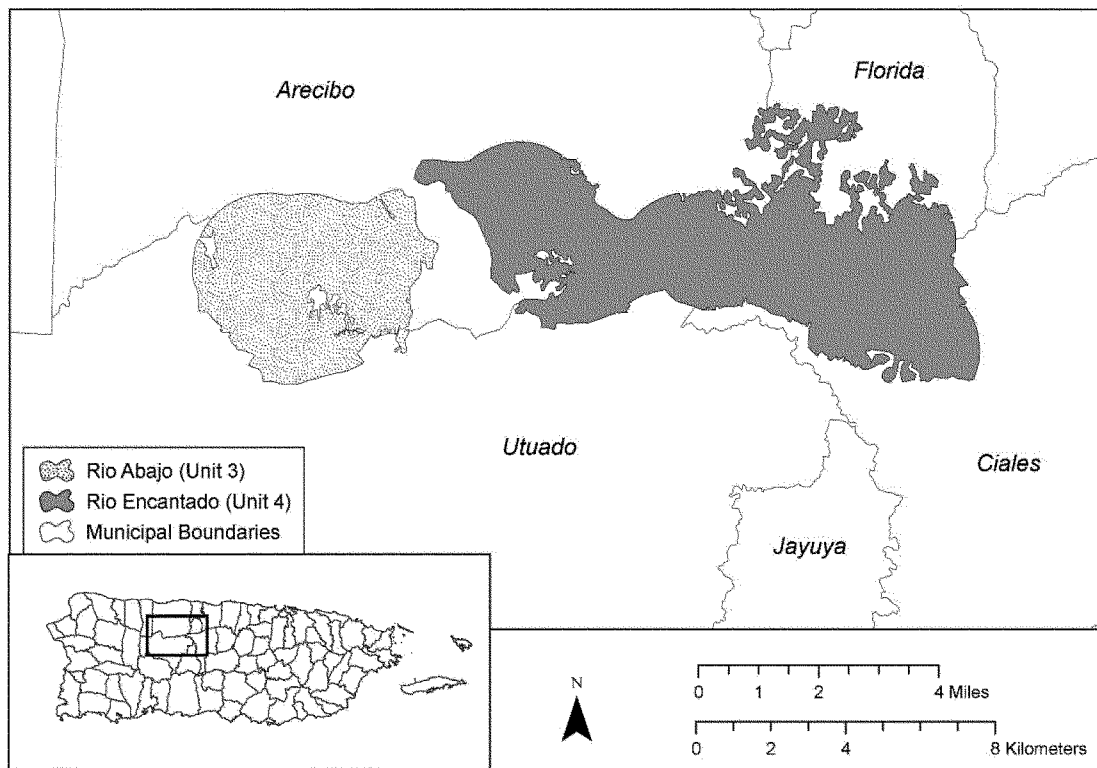 Arecibo
Florida
Utuado
Ciales
Jayuya
Rio Abajo (Unit 3)
Rio Encantado (Unit 4)
Municipal Boundaries
N
0 1 2 4 Miles
0 2 4 8 Kilometers